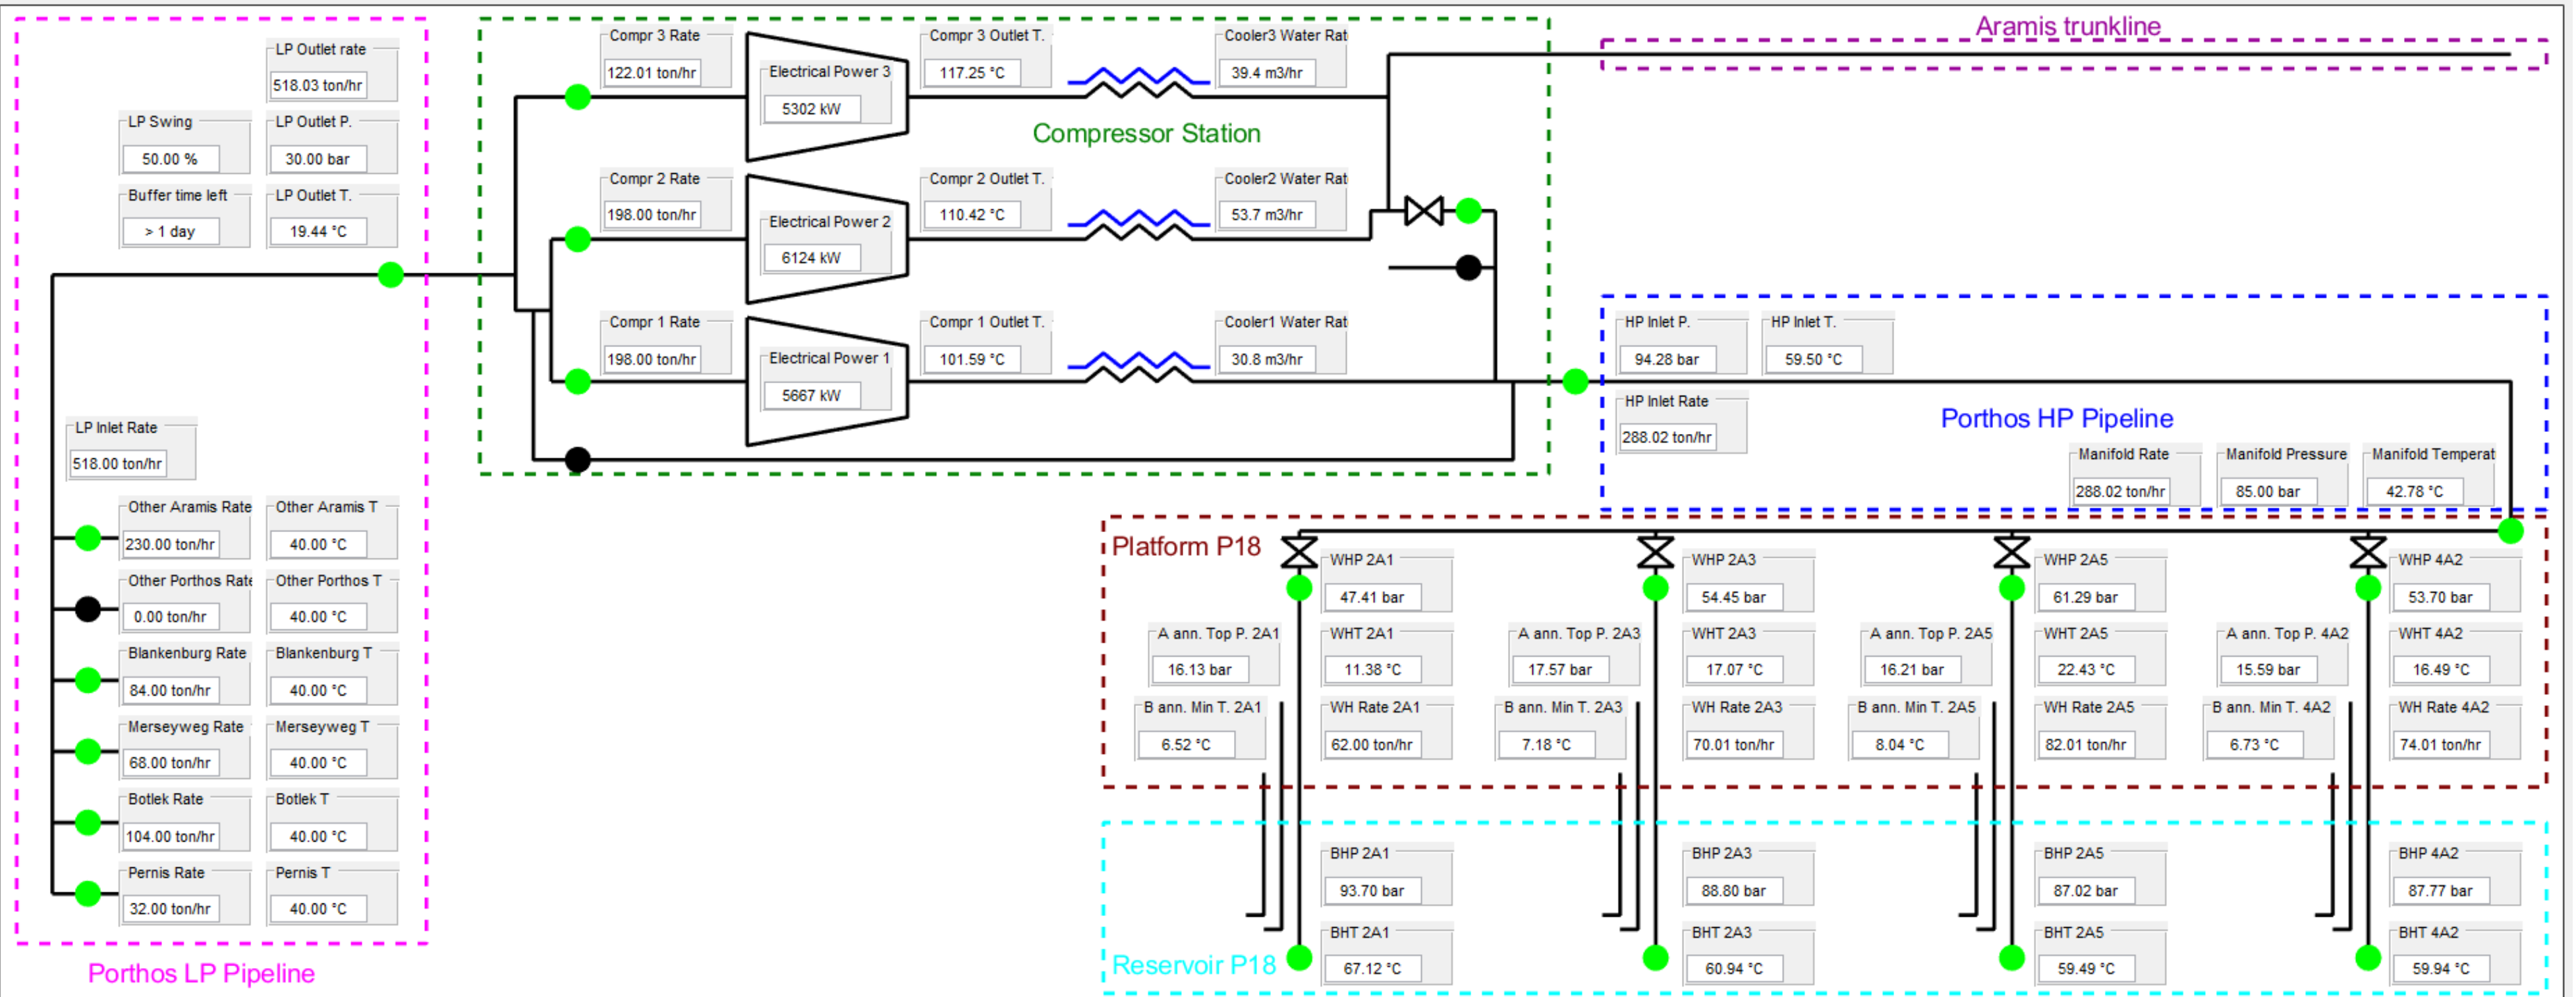 Aramis trunkline
LP Outlet rate
518.03 ton/hr
LP Swing
50.00 %
LP Outlet P.
30.00 bar
Buffer time left
> 1 day
LP Outlet T.
19.44 °C
LP Inlet Rate
518.00 ton/hr
Other Aramis Rate
230.00 ton/hr
Other Aramis T
40.00 °C
Other Porthos Rate
0.00 ton/hr
Other Porthos T
40.00 °C
Blankenburg Rate
84.00 ton/hr
Blankenburg T
40.00 °C
Merseyweg Rate
68.00 ton/hr
Merseyweg T
40.00 °C
Botlek Rate
104.00 ton/hr
Botlek T
40.00 °C
Pernis Rate
32.00 ton/hr
Pernis T
40.00 °C
Porthos LP Pipeline
Compr 3 Rate
122.01 ton/hr
Electrical Power 3
5302 kW
Compr 3 Outlet T.
117.25 °C
Cooler3 Water Rat
39.4 m3/hr
Compressor Station
Compr 2 Rate
198.00 ton/hr
Electrical Power 2
6124 kW
Compr 2 Outlet T.
110.42 °C
Cooler2 Water Rat
53.7 m3/hr
Compr 1 Rate
198.00 ton/hr
Electrical Power 1
5667 kW
Compr 1 Outlet T.
101.59 °C
Cooler1 Water Rat
30.8 m3/hr
HP Inlet P.
94.28 bar
HP Inlet T.
59.50 °C
HP Inlet Rate
288.02 ton/hr
Porthos HP Pipeline
Manifold Rate
288.02 ton/hr
Manifold Pressure
85.00 bar
Manifold Temperat
42.78 °C
Platform P18
WHP 2A1
47.41 bar
A ann. Top P. 2A1
16.13 bar
WHT 2A1
11.38 °C
B ann. Min T. 2A1
6.52 °C
WH Rate 2A1
62.00 ton/hr
WHP 2A3
54.45 bar
A ann. Top P. 2A3
17.57 bar
WHT 2A3
17.07 °C
B ann. Min T. 2A3
7.18 °C
WH Rate 2A3
70.01 ton/hr
WHP 2A5
61.29 bar
A ann. Top P. 2A5
16.21 bar
WHT 2A5
22.43 °C
B ann. Min T. 2A5
8.04 °C
WH Rate 2A5
82.01 ton/hr
WHP 4A2
53.70 bar
A ann. Top P. 4A2
15.59 bar
WHT 4A2
16.49 °C
B ann. Min T. 4A2
6.73 °C
WH Rate 4A2
74.01 ton/hr
Reservoir P18
BHP 2A1
93.70 bar
BHT 2A1
67.12 °C
BHP 2A3
88.80 bar
BHT 2A3
60.94 °C
BHP 2A5
87.02 bar
BHT 2A5
59.49 °C
BHP 4A2
87.77 bar
BHT 4A2
59.94 °C